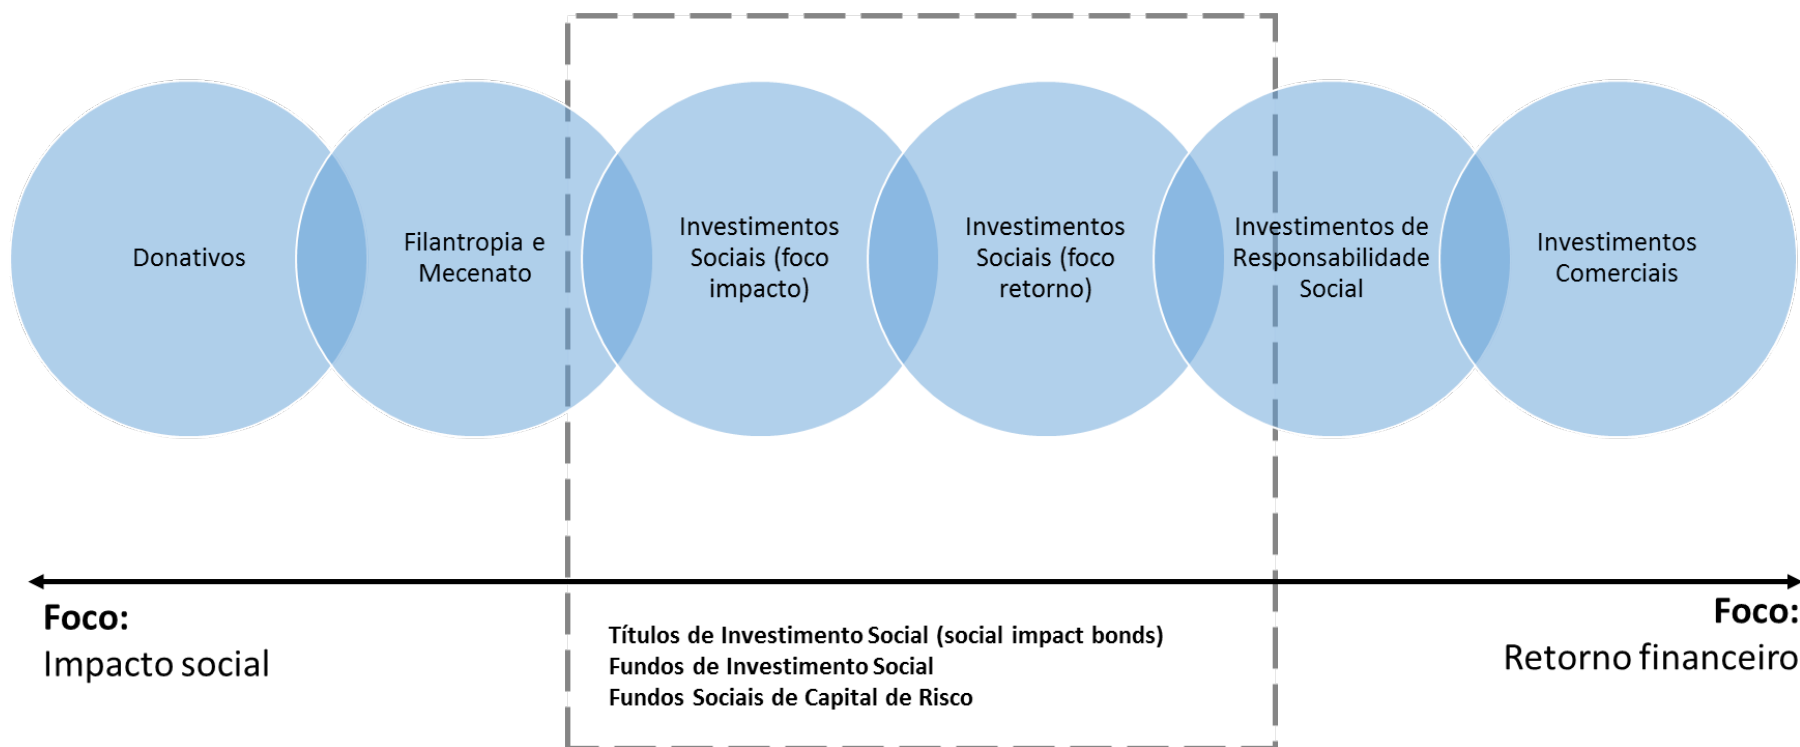 Donativos
Filantropia e
Mecenato
Investimentos
Sociais (foco
impacto)
Investimentos
Sociais (foco
retorno)
Investimentos de
Responsabilidade
Social
Investimentos
Comerciais
Foco:
Impacto social
Títulos de Investimento Social (social impact bonds)
Fundos de Investimento Social
Fundos Sociais de Capital de Risco
Foco:
Retorno financeiro